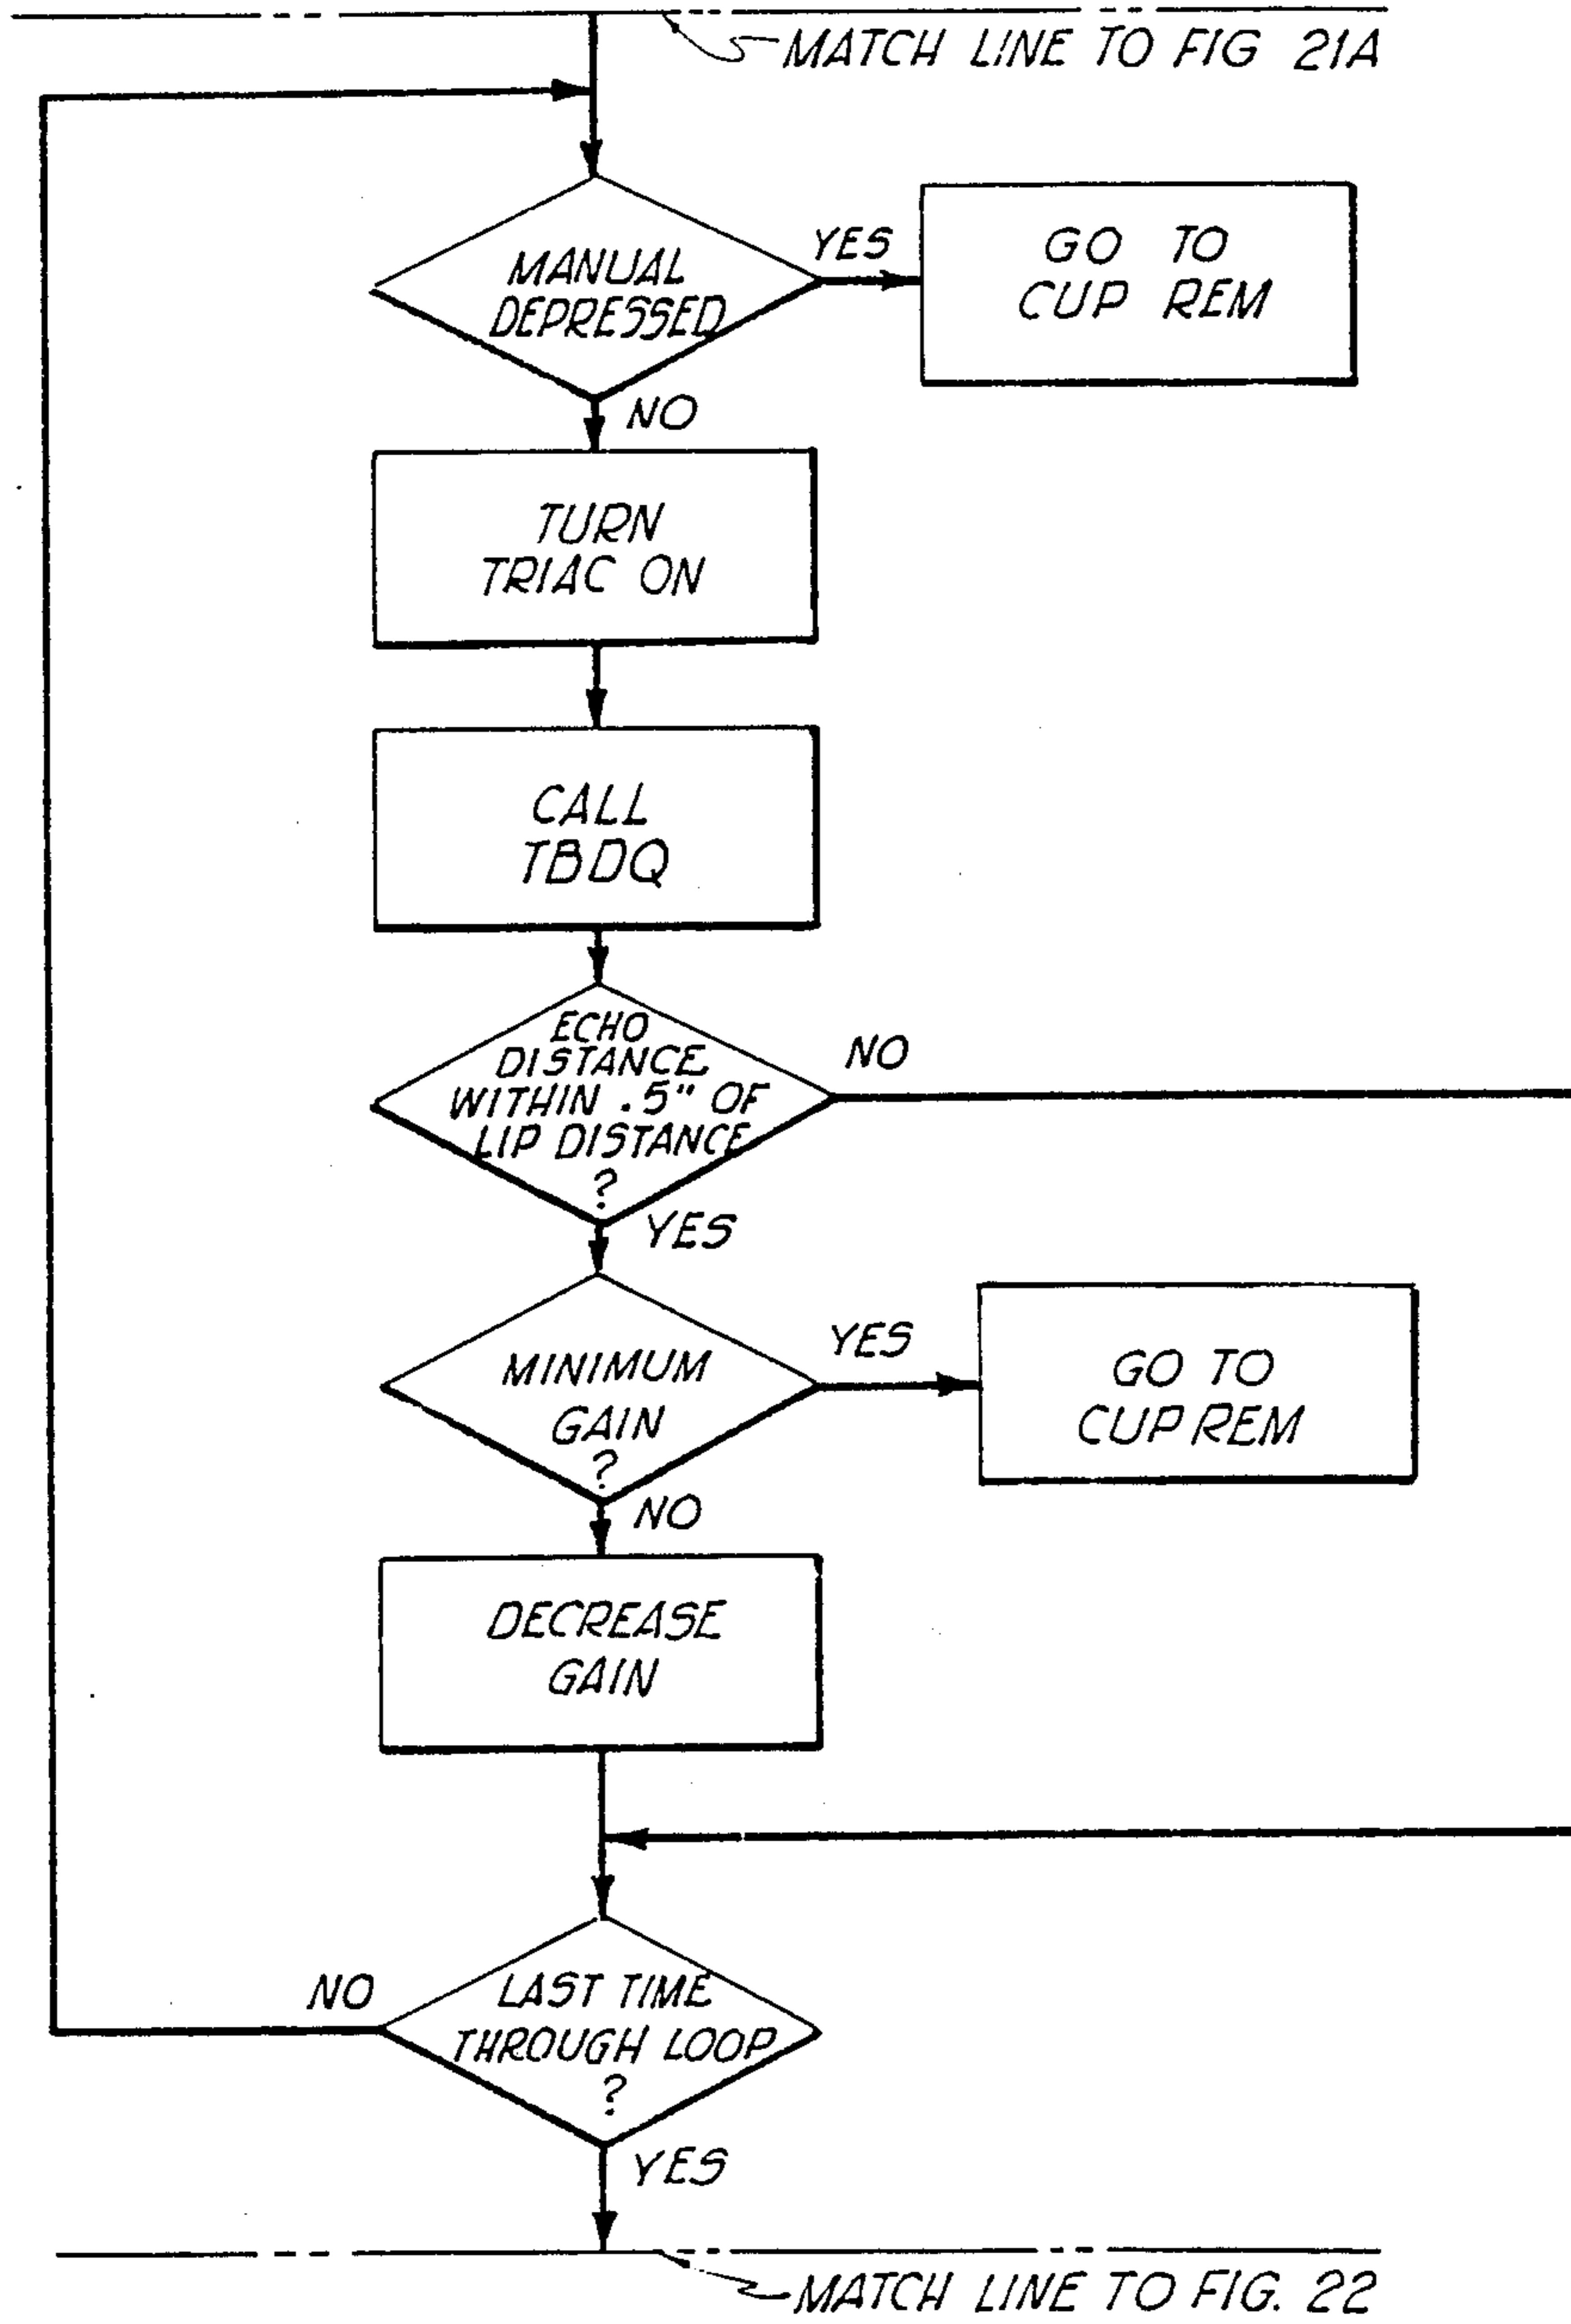 MATCH LINE TO FIG 21A
MANUAL
DEPRESSED
YES
GO TO
CUP REM
NO
TURN
TRIAC ON
CALL
TBDQ
ECHO
DISTANCE
WITHIN .5" OF
LIP DISTANCE
?
NO
YES
MINIMUM
GAIN
?
YES
GO TO
CUP REM
NO
DECREASE
GAIN
LAST TIME
THROUGH LOOP
?
NO
YES
MATCH LINE TO FIG. 22